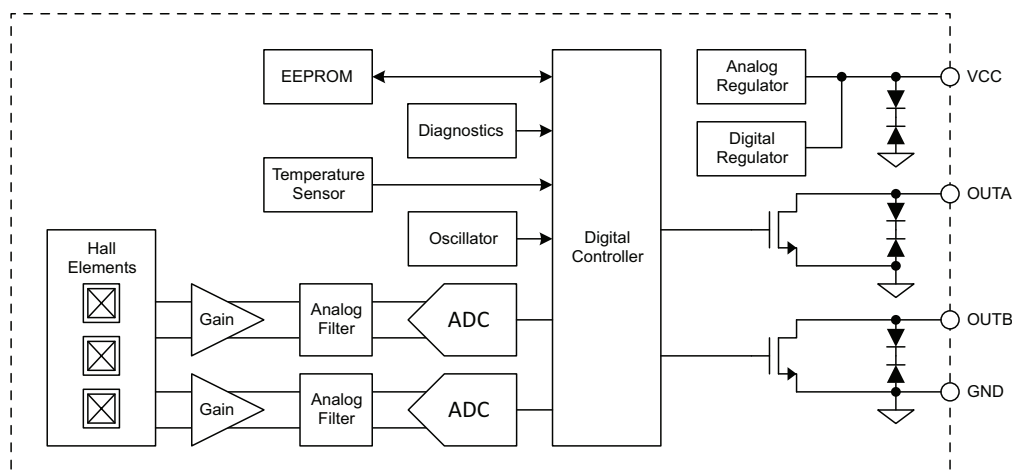 EEPROM
Analog
Regulator
VCC
Diagnostics
Digital
Regulator
Temperature
Sensor
OUTA
Oscillator
Digital
Controller
Hall
Elements
Gain
Analog
Filter
ADC
OUTB
Gain
Analog
Filter
ADC
GND